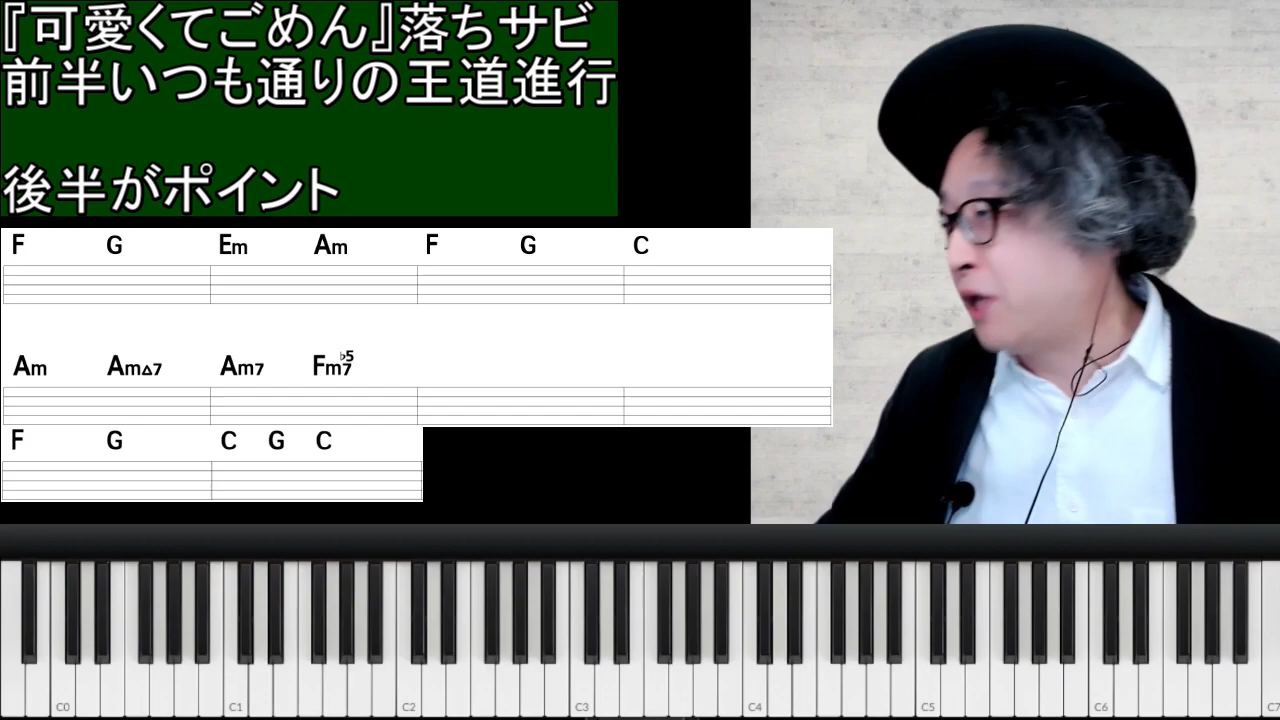 『可愛くてごめん』落ちサビ
前半いつも通りの王道進行
後半がポイント
F G Em Am F G C
Am Am△7 Am7 Fm7♭5
F G C G C
C0 C1 C2 C3 C4 C5 C6 C7